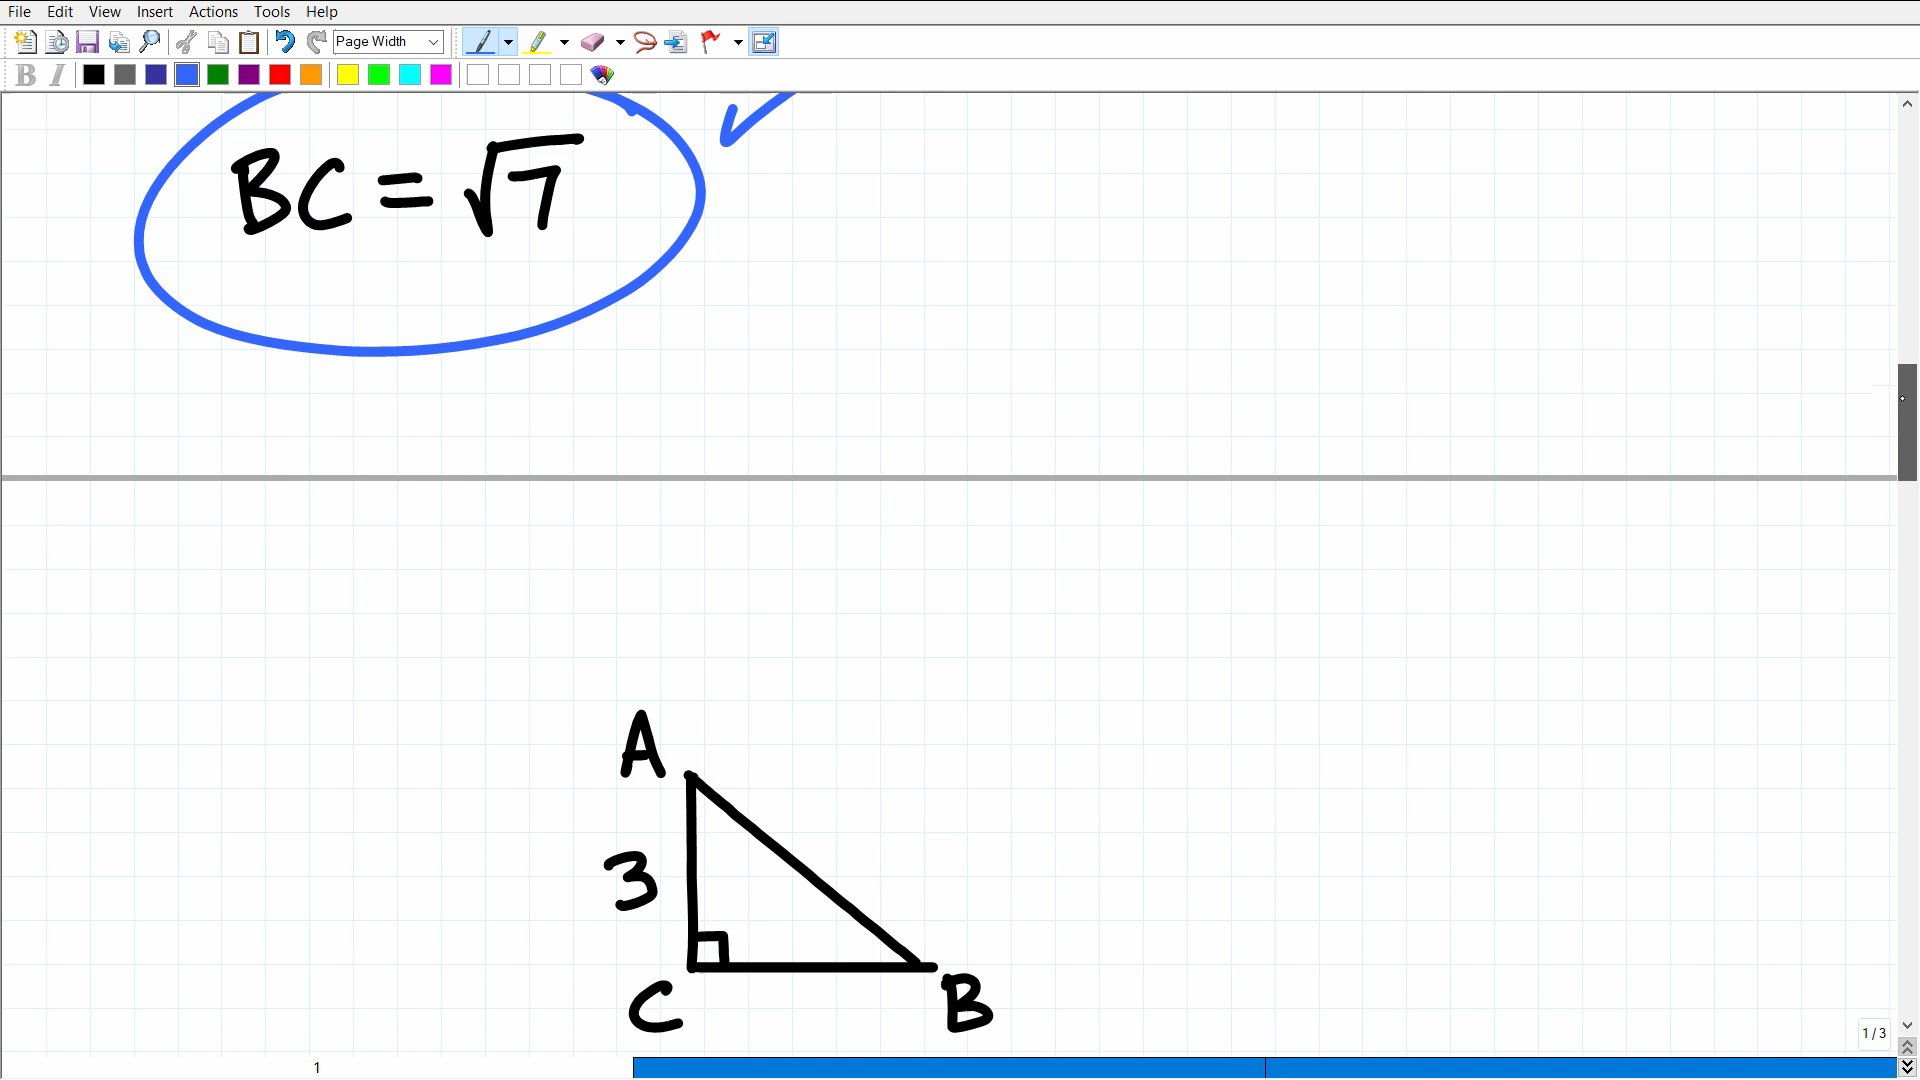 File Edit View Insert Actions Tools Help
Page Width
B I
BC = √7
A
3
C B
1 / 3
1